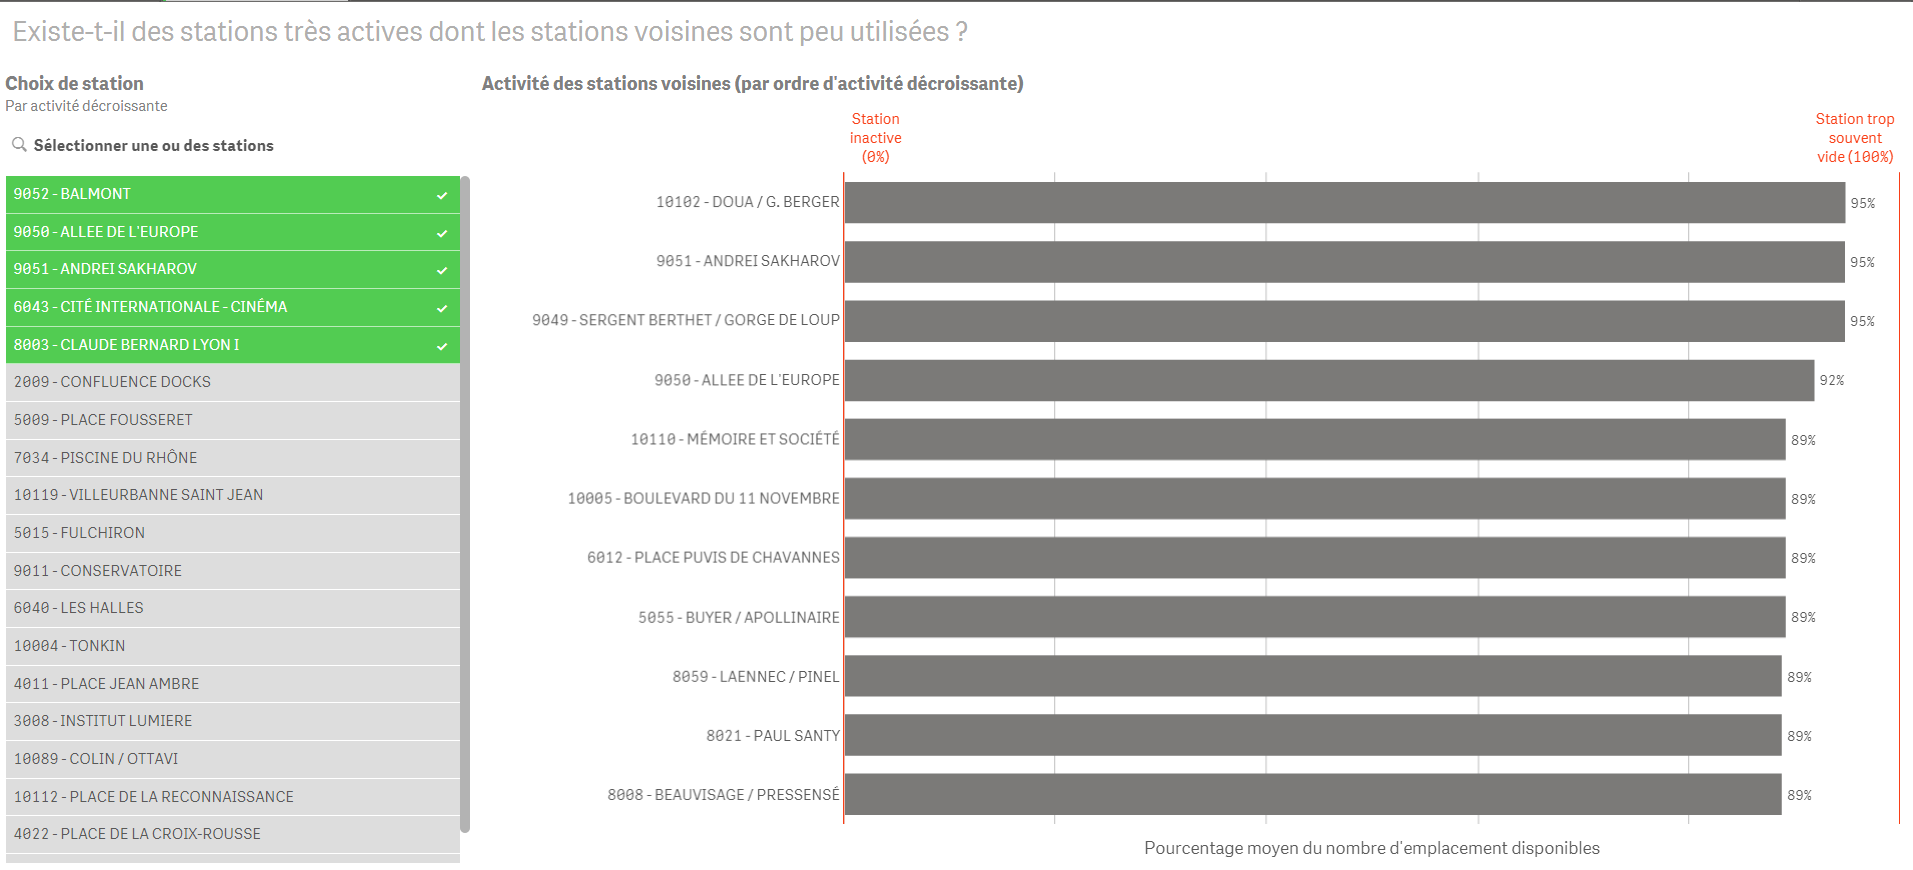 Existe-t-il des stations très actives dont les stations voisines sont peu utilisées ?
Choix de station
Par activité décroissante
Sélectionner une ou des stations
9052 - BALMONT
9050 - ALLEE DE L'EUROPE
9051 - ANDREI SAKHAROV
6043 - CITÉ INTERNATIONALE - CINÉMA
8003 - CLAUDE BERNARD LYON I
2009 - CONFLUENCE DOCKS
5009 - PLACE FOUSSERET
7034 - PISCINE DU RHÔNE
10119 - VILLEURBANNE SAINT JEAN
5015 - FULCHIRON
9011 - CONSERVATOIRE
6040 - LES HALLES
10004 - TONKIN
4011 - PLACE JEAN AMBRE
3008 - INSTITUT LUMIERE
10089 - COLIN / OTTAVI
10112 - PLACE DE LA RECONNAISSANCE
4022 - PLACE DE LA CROIX-ROUSSE
Activité des stations voisines (par ordre d'activité décroissante)
Station
inactive
(0%)
Station trop
souvent
vide (100%)
10102 - DOUA / G. BERGER 95%
9051 - ANDREI SAKHAROV 95%
9049 - SERGENT BERTHET / GORGE DE LOUP 95%
9050 - ALLEE DE L'EUROPE 92%
10110 - MÉMOIRE ET SOCIÉTÉ 89%
10005 - BOULEVARD DU 11 NOVEMBRE 89%
6012 - PLACE PUVIS DE CHAVANNES 89%
5055 - BUYER / APOLLINAIRE 89%
8059 - LAENNEC / PINEL 89%
8021 - PAUL SANTY 89%
8008 - BEAUVISAGE / PRESSENSÉ 89%
Pourcentage moyen du nombre d'emplacement disponibles